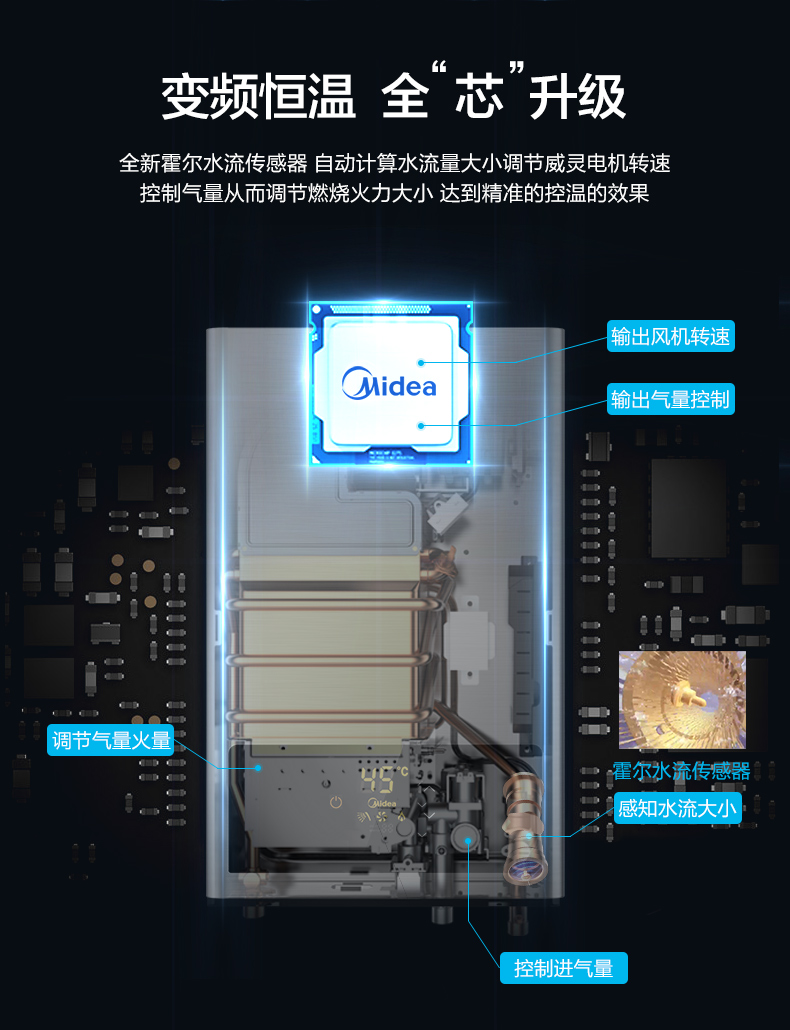 变频恒温 全“芯”升级
全新霍尔水流传感器 自动计算水流量大小调节威灵电机转速
控制气量从而调节燃烧火力大小 达到精准的控温的效果
输出风机转速
Midea
输出气量控制
调节气量火量
45℃
Midea
霍尔水流传感器
感知水流大小
控制进气量